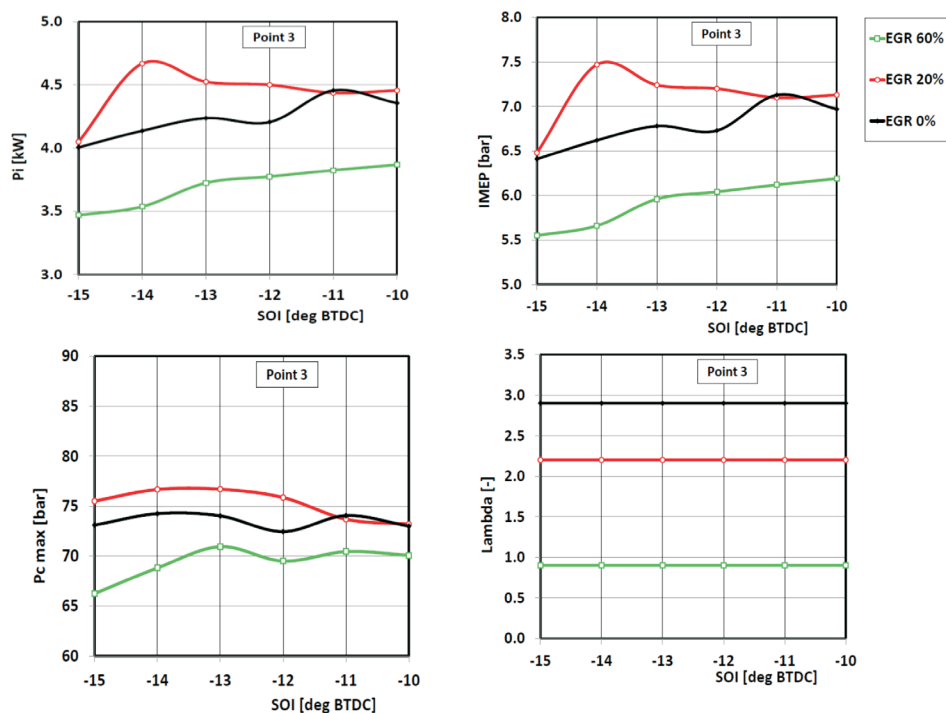 5.0
4.5
4.0
3.5
3.0
Pi [kW]
Point 3
-15 -14 -13 -12 -11 -10
SOI [deg BTDC]
8.0
7.5
7.0
6.5
6.0
5.5
5.0
IMEP [bar]
Point 3
-15 -14 -13 -12 -11 -10
SOI [deg BTDC]
EGR 60%
EGR 20%
EGR 0%
90
85
80
75
70
65
60
Pc max [bar]
Point 3
-15 -14 -13 -12 -11 -10
SOI [deg BTDC]
3.5
3.0
2.5
2.0
1.5
1.0
0.5
0.0
Lambda [-]
Point 3
-15 -14 -13 -12 -11 -10
SOI [deg BTDC]